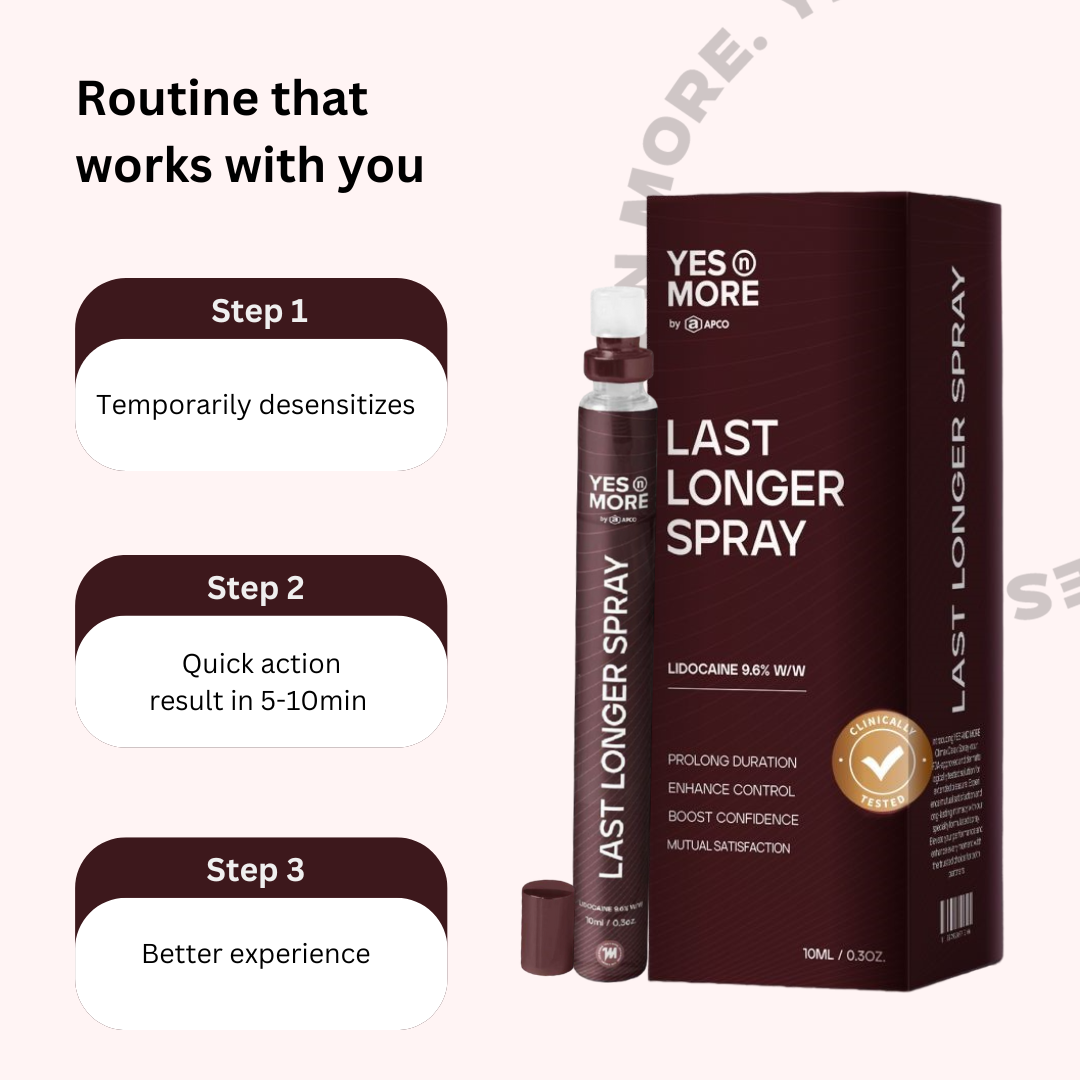 Routine that
works with you
Step 1
Temporarily desensitizes
Step 2
Quick action
result in 5-10min
Step 3
Better experience
MORE.
YES n
MORE
by a APCO
LAST
LONGER
SPRAY
LIDOCAINE 9.6% W/W
PROLONG DURATION
ENHANCE CONTROL
BOOST CONFIDENCE
MUTUAL SATISFACTION
10ML / 0.3OZ.
CLINICALLY
TESTED
LAST LONGER SPRAY
YES n
MORE
by a APCO
LAST LONGER SPRAY
LIDOCAINE 9.6% W/W
10ml / 0.3oz.